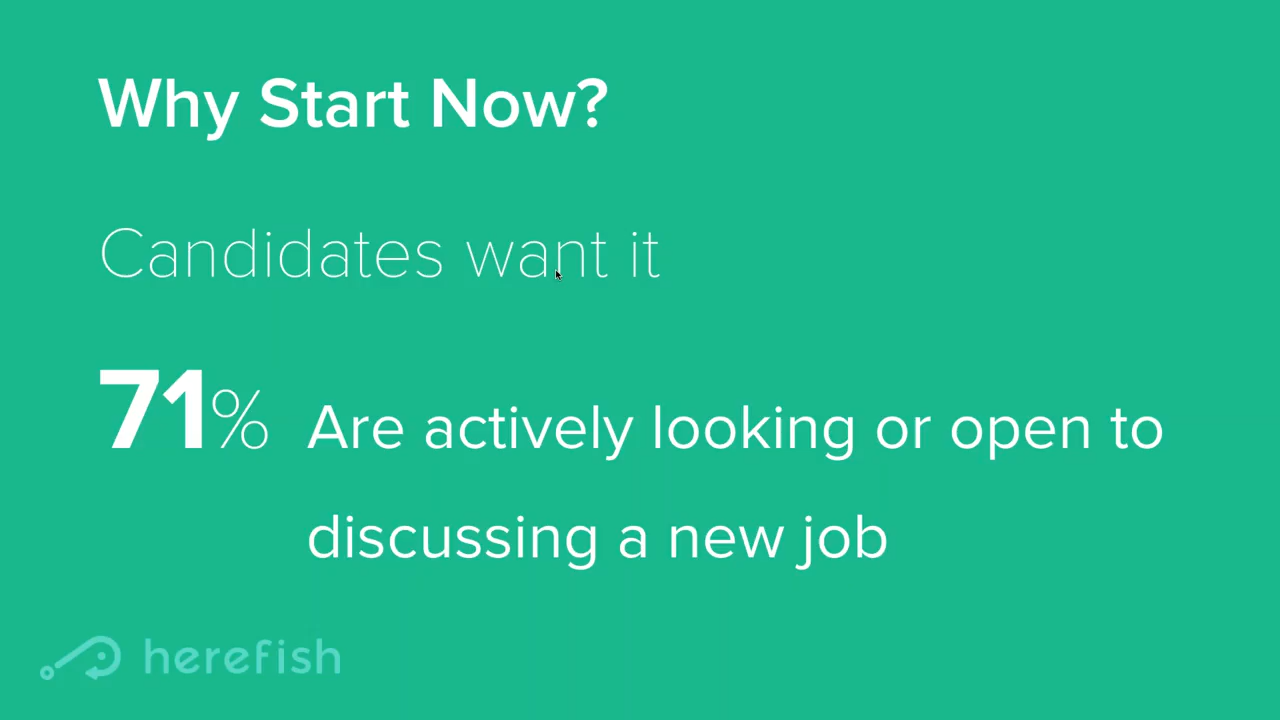 Why Start Now?
Candidates want it
71% Are actively looking or open to
discussing a new job
herefish